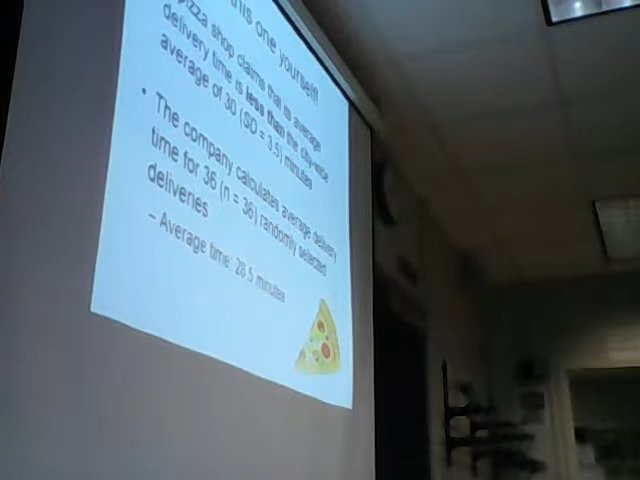 this one yourself!
pizza shop claims that its average
delivery time is less than the city-wide
average of 30 (SD = 3.5) minutes
• The company calculates average delivery
time for 36 (n = 36) randomly selected
deliveries
– Average time: 28.5 minutes